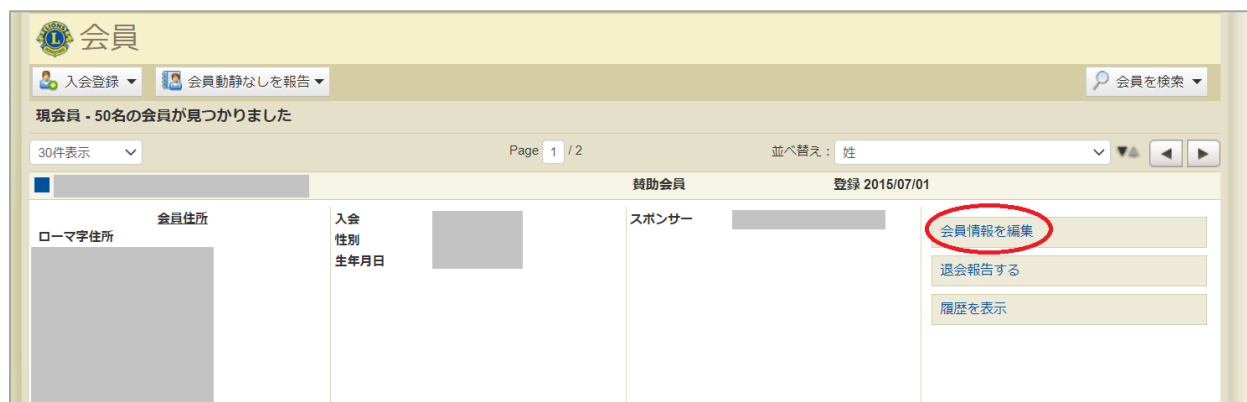 会員
入会登録 会員動静なしを報告 会員を検索
現会員 - 50名の会員が見つかりました
30件表示 Page 1 / 2 並べ替え： 姓
賛助会員 登録 2015/07/01
会員住所 入会 スポンサー 会員情報を編集
ローマ字住所 性別
生年月日
退会報告する
履歴を表示